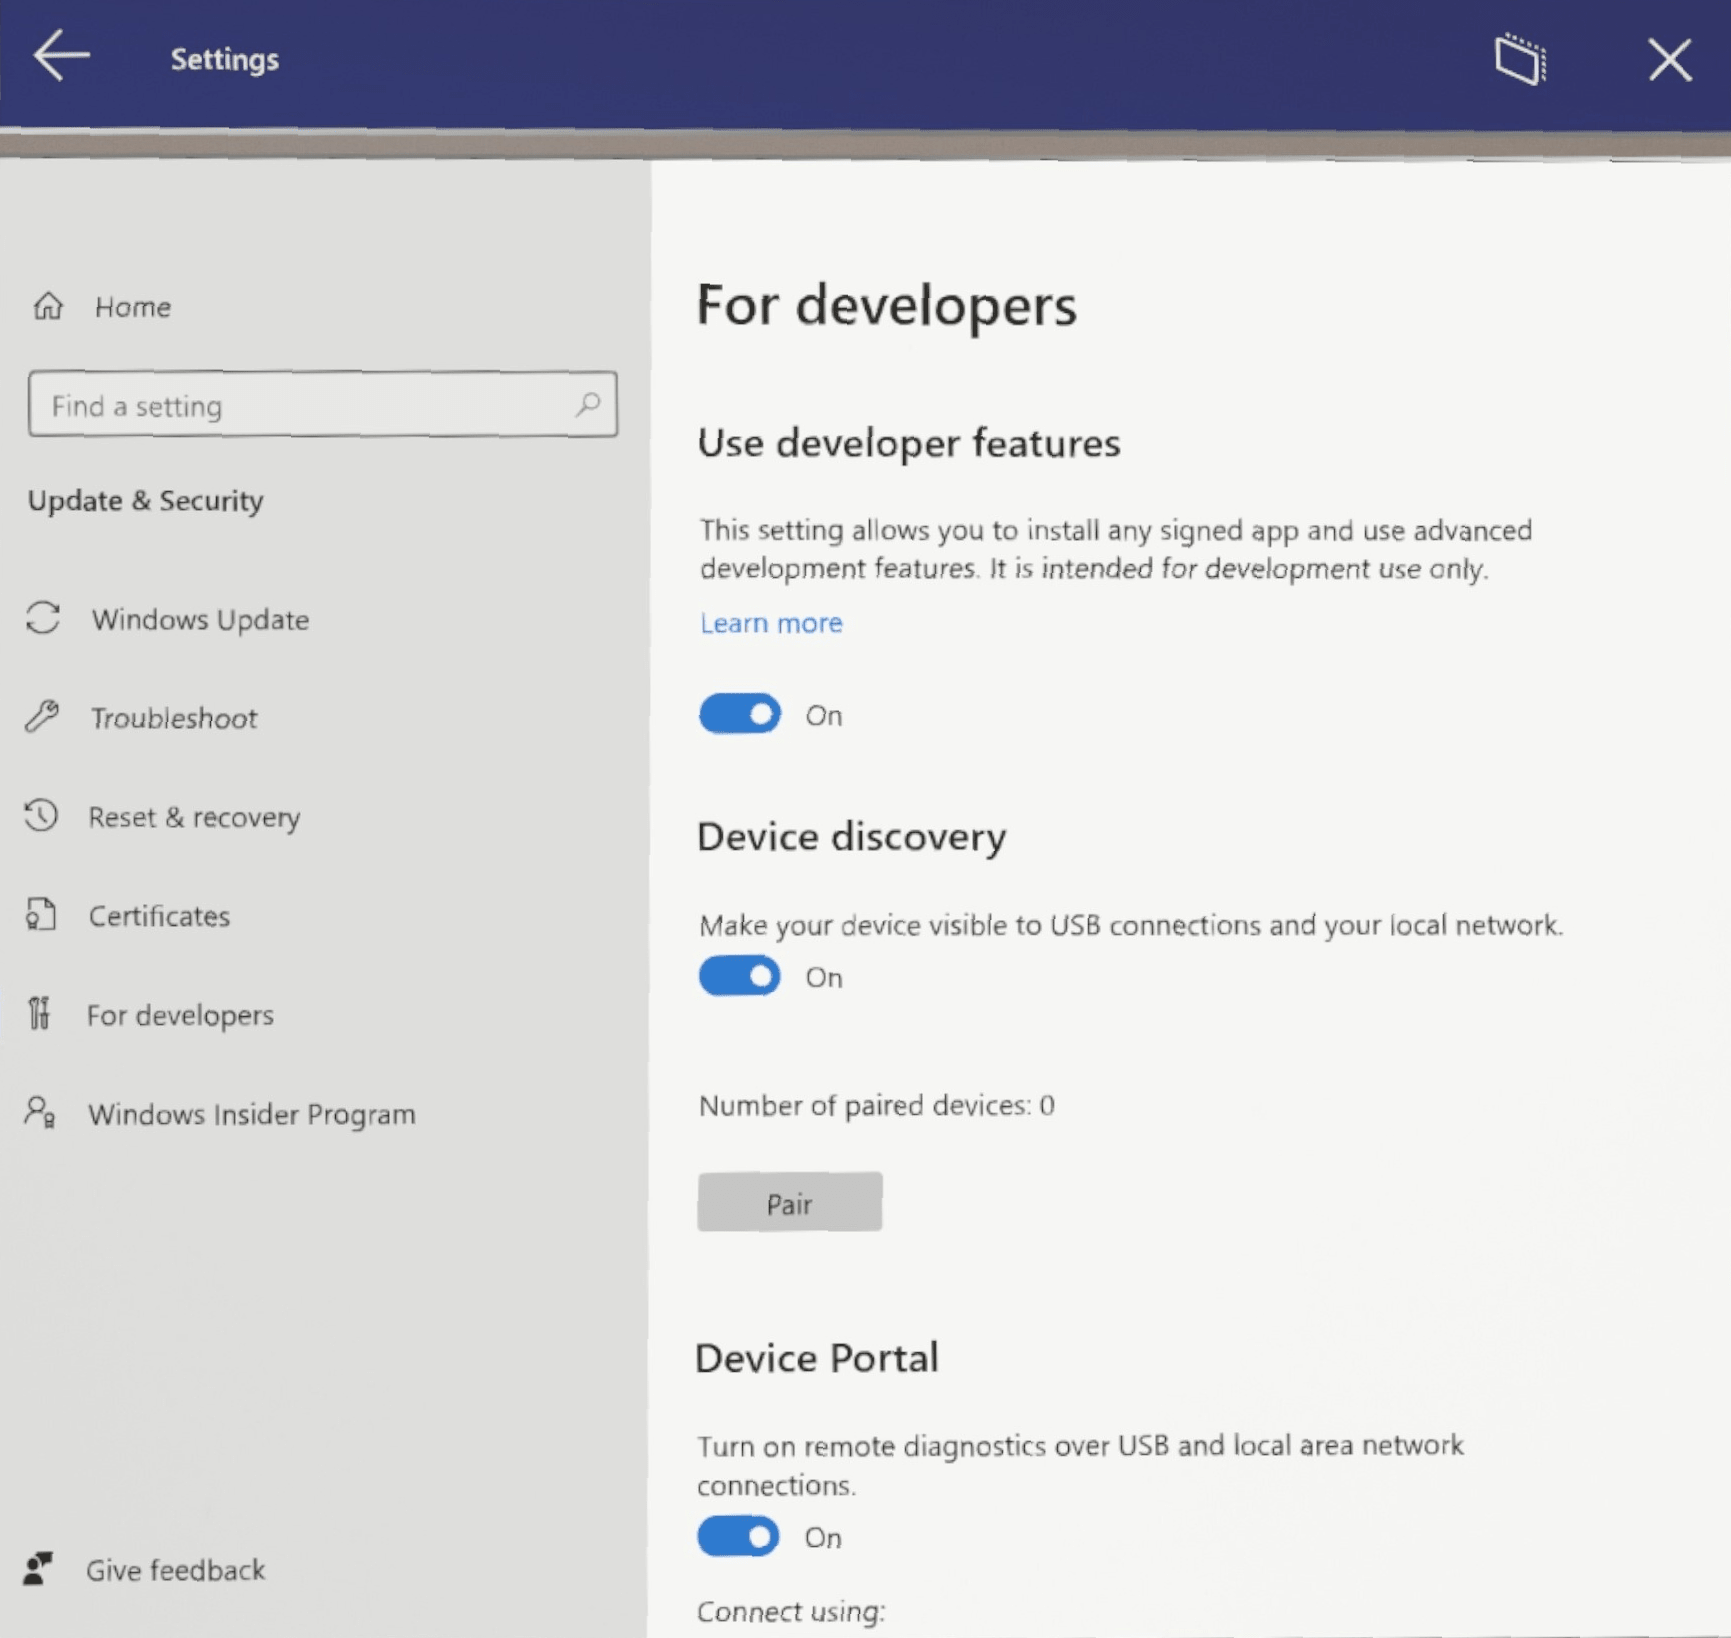 Settings
Home
Find a setting
Update & Security
Windows Update
Troubleshoot
Reset & recovery
Certificates
For developers
Windows Insider Program
Give feedback
For developers
Use developer features
This setting allows you to install any signed app and use advanced
development features. It is intended for development use only.
Learn more
On
Device discovery
Make your device visible to USB connections and your local network.
On
Number of paired devices: 0
Pair
Device Portal
Turn on remote diagnostics over USB and local area network
connections.
On
Connect using: